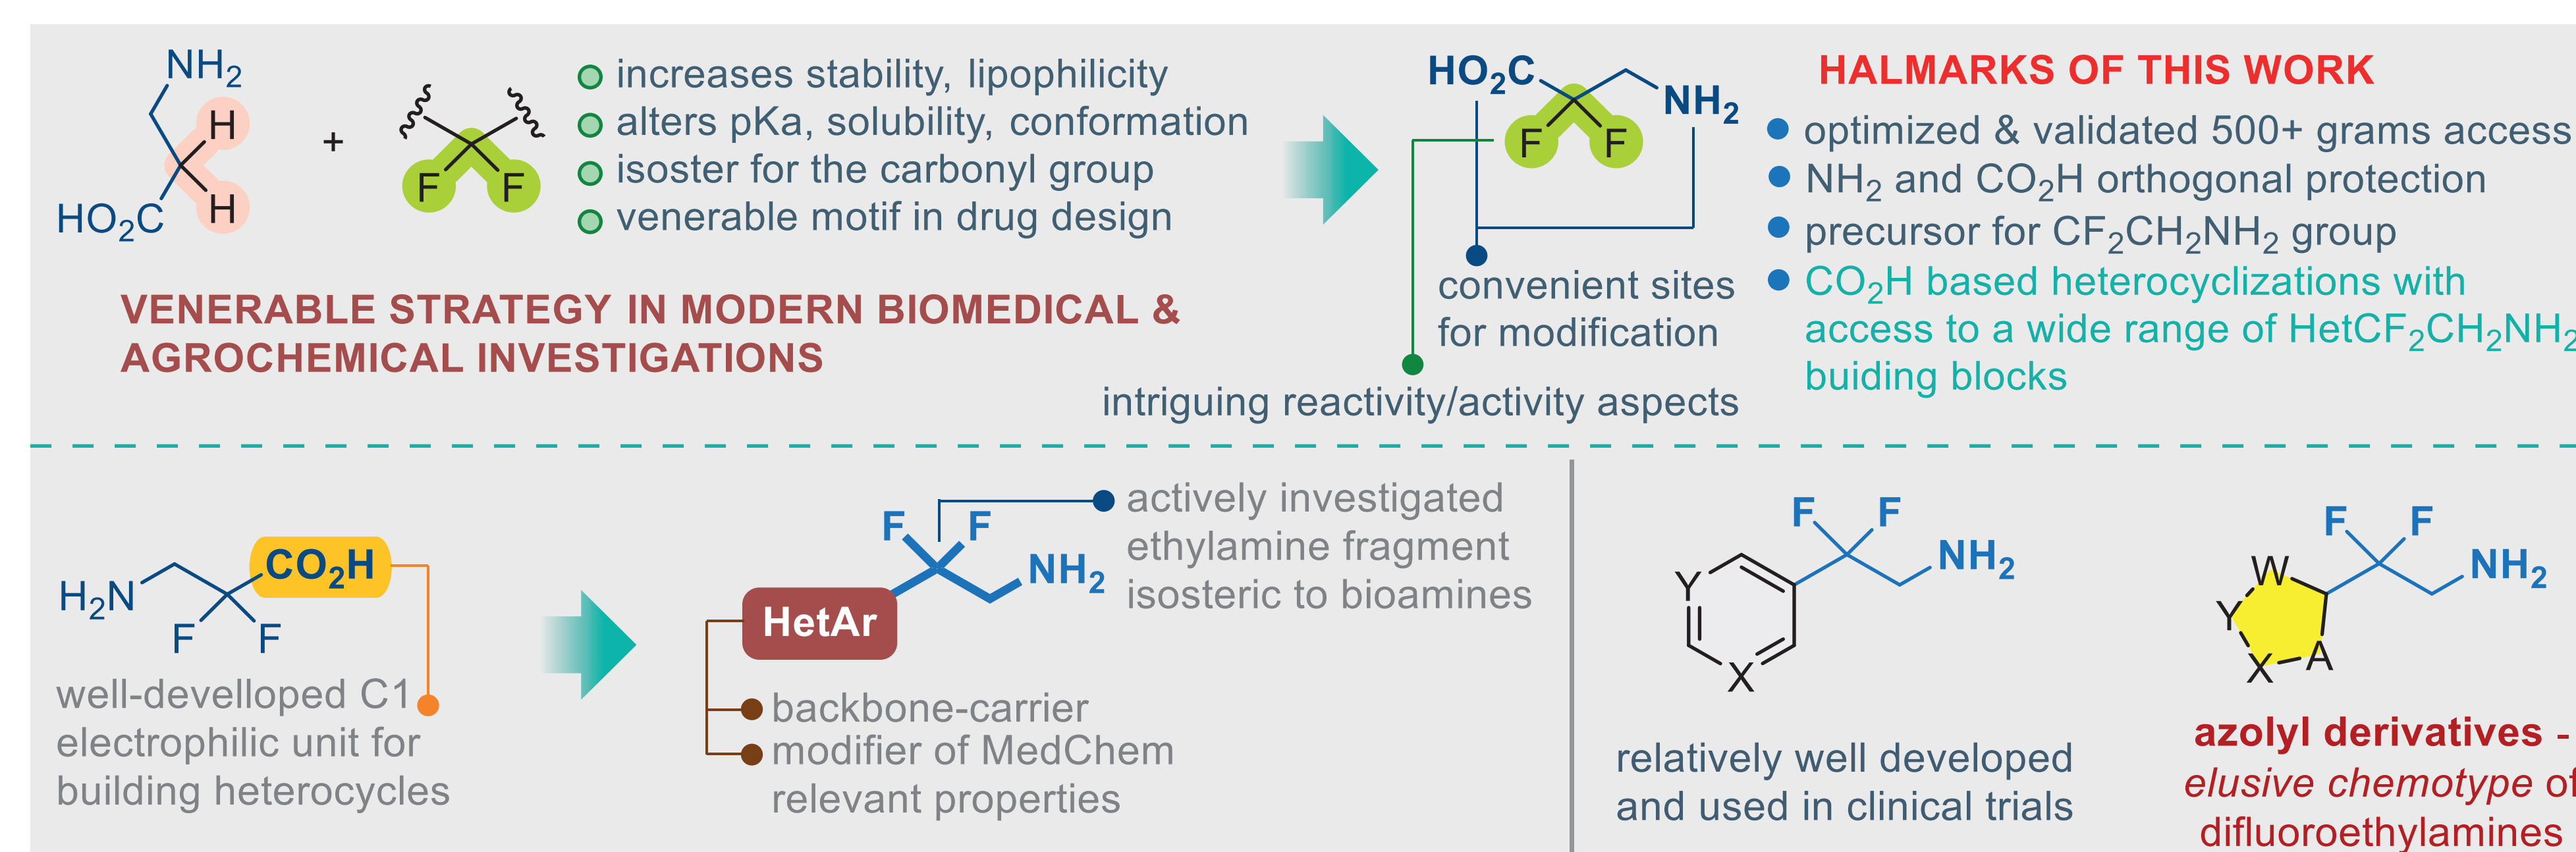 NH2
H
H
HO2C
+
F F
increases stability, lipophilicity
alters pKa, solubility, conformation
isoster for the carbonyl group
venerable motif in drug design
VENERABLE STRATEGY IN MODERN BIOMEDICAL &
AGROCHEMICAL INVESTIGATIONS
HO2C
NH2
F F
convenient sites
for modification
intriguing reactivity/activity aspects
HALMARKS OF THIS WORK
optimized & validated 500+ grams access
NH2 and CO2H orthogonal protection
precursor for CF2CH2NH2 group
CO2H based heterocyclizations with
access to a wide range of HetCF2CH2NH2
buiding blocks
H2N
CO2H
F F
well-develloped C1
electrophilic unit for
building heterocycles
F F
NH2
HetAr
actively investigated
ethylamine fragment
isosteric to bioamines
backbone-carrier
modifier of MedChem
relevant properties
F F
NH2
Y
X
relatively well developed
and used in clinical trials
F F
NH2
W
Y
X A
azolyl derivatives -
elusive chemotype of
difluoroethylamines